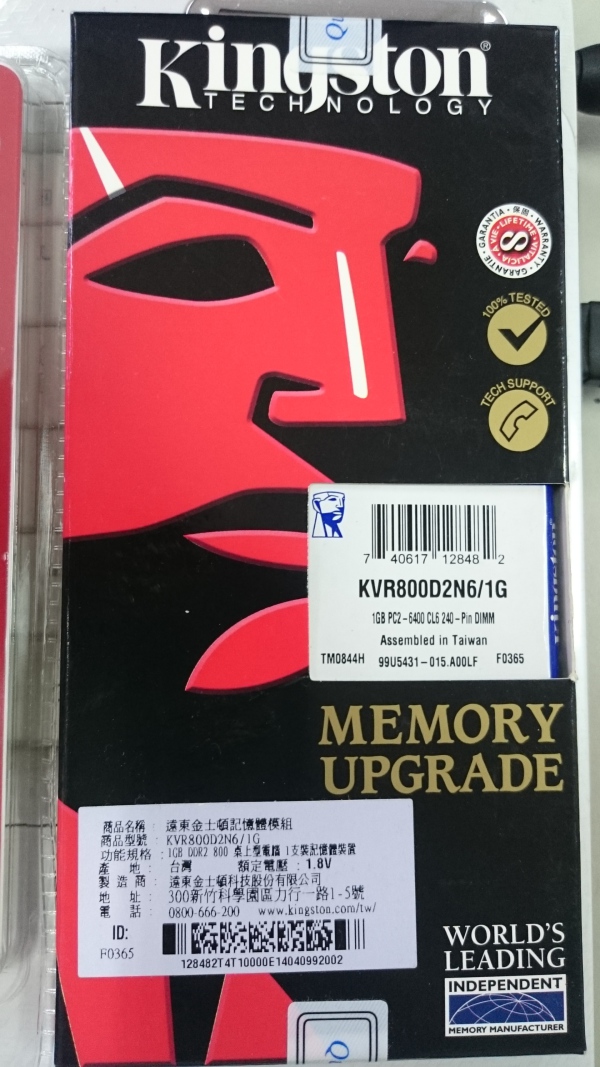 Kingston®
TECHNOLOGY
GARANTIA · 保固 · WARRANTY · GARANTIE
A VIE · LIFETIME · VITALICIA
100% TESTED
TECH SUPPORT
7 40617 12848 2
KVR800D2N6/1G
1GB PC2-6400 CL6 240-Pin DIMM
Assembled in Taiwan
TM0844H 99U5431-015.A00LF F0365
MEMORY
UPGRADE
商品名稱: 遠東金士頓記憶體模組
商品型號: KVR800D2N6/1G
功能規格: 1GB DDR2 800 桌上型電腦 1支裝記憶體裝置
產 地: 台灣 額定電壓: 1.8V
製 造 商: 遠東金士頓科技股份有限公司
地 址: 300新竹科學園區力行一路1-5號
電 話: 0800-666-200 www.kingston.com/tw/
ID:
F0365
128482T4T10000E14040992002
WORLD'S
LEADING
INDEPENDENT
MEMORY MANUFACTURER